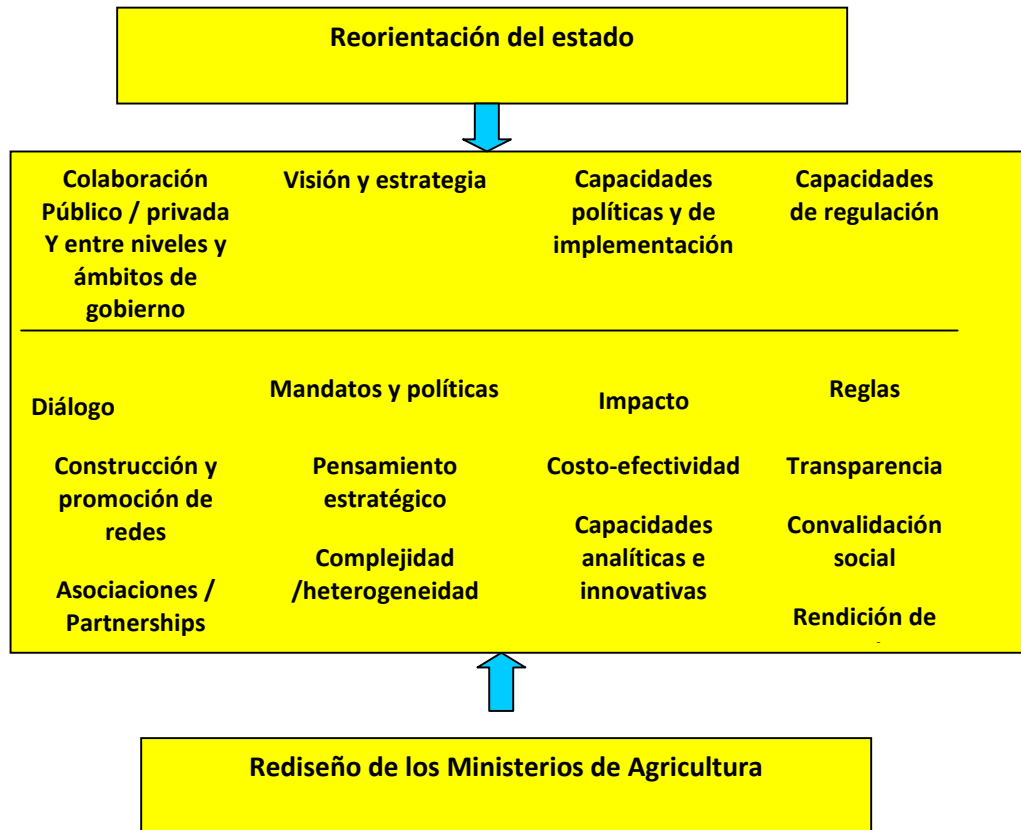 Reorientación del estado
Colaboración
Público / privada
Y entre niveles y
ámbitos de
gobierno
Visión y estrategia
Capacidades
políticas y de
implementación
Capacidades
de regulación
Diálogo
Construcción y
promoción de
redes
Asociaciones /
Partnerships
Mandatos y políticas
Pensamiento
estratégico
Complejidad
/heterogeneidad
Impacto
Costo-efectividad
Capacidades
analíticas e
innovativas
Reglas
Transparencia
Convalidación
social
Rendición de
Rediseño de los Ministerios de Agricultura